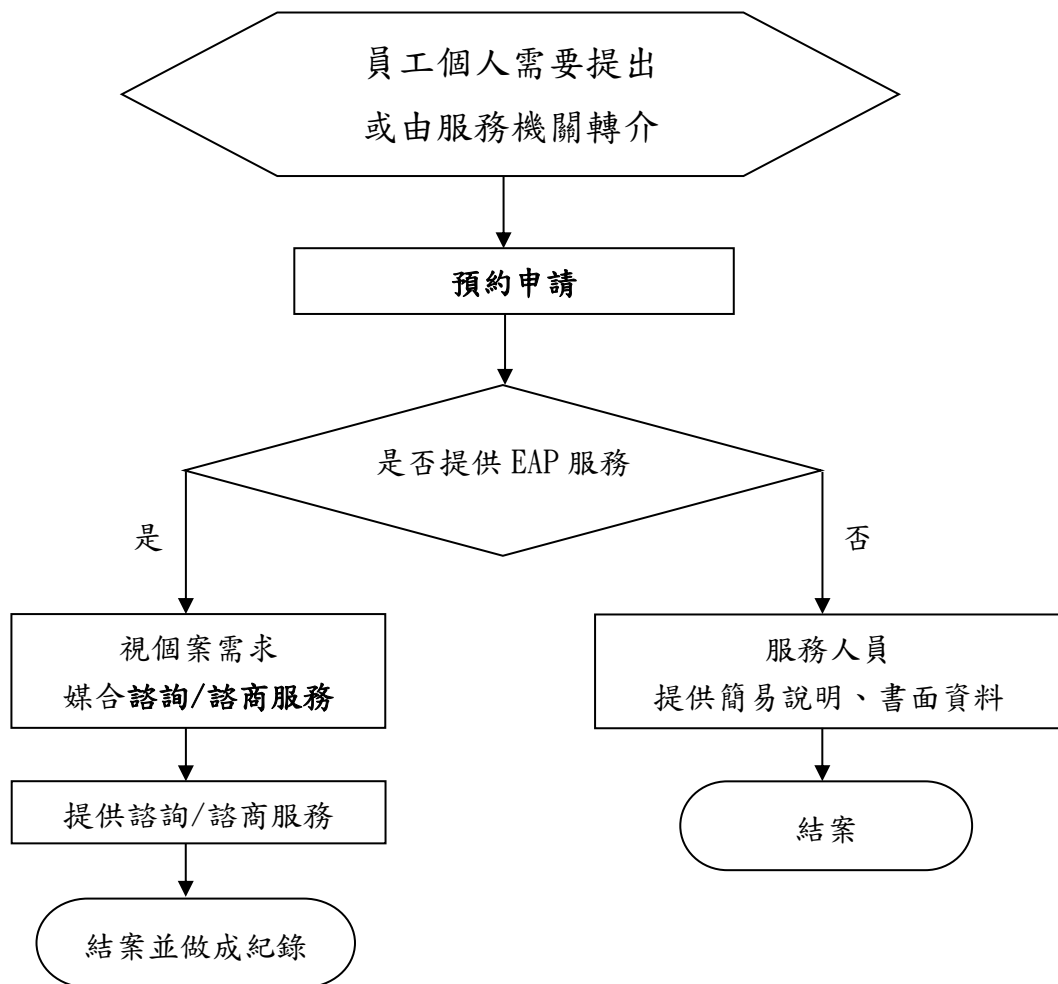 員工個人需要提出
或由服務機關轉介
預約申請
是否提供 EAP 服務
是
否
視個案需求
媒合諮詢/諮商服務
服務人員
提供簡易說明、書面資料
提供諮詢/諮商服務
結案
結案並做成紀錄